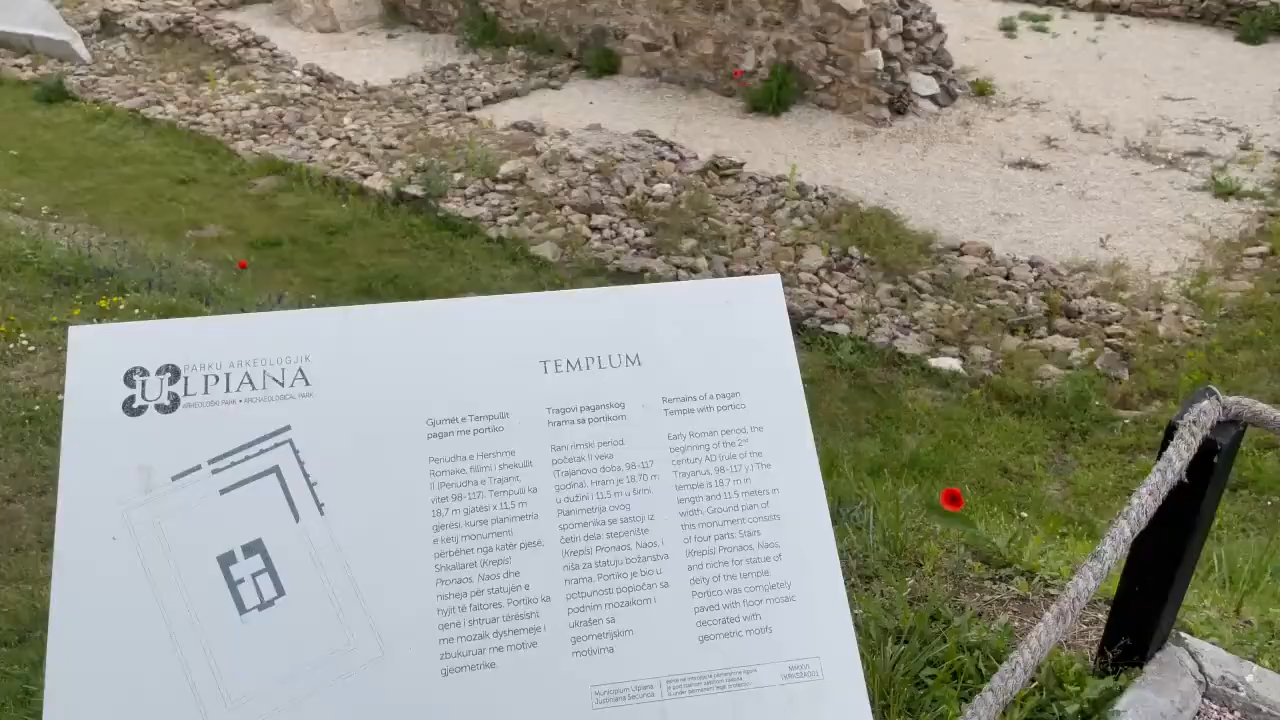 PARKU ARKEOLOGJIK
ULPIANA
ARKEOLOŠKI PARK • ARCHAEOLOGICAL PARK
TEMPLUM
Gjumët e Tempullit
pagan me portiko
Periudha e Hershme
Romake, fillimi i shekullit
II (Periudha e Trajanit,
vitet 98-117). Tempulli ka
18,7 m gjatësi x 11,5 m
gjerësi, kurse planimetria
e këtij monumenti
përbëhet nga katër pjesë,
Shkallaret (Krepis)
Pronaos, Naos dhe
nisheja për statujën e
hyjit të faltores. Portiko ka
qenë i shtruar tërësisht
me mozaik dyshemeje i
zbukuruar me motive
gjeometrike.
Tragovi paganskog
hrama sa portikom
Rani rimski period,
početak II veka
(Trajanovo doba, 98-117
godina). Hram je 18,70 m
u dužini i 11,5 m u širini.
Planimetrija ovog
spomenika se sastoji iz
četiri dela: stepenište
(Krepis) Pronaos, Naos, i
niša za statuju božanstva
hrama. Portiko je bio u
potpunosti popločan sa
podnim mozaikom i
ukrašen sa
geometrijskim
motivima
Remains of a pagan
Temple with portico
Early Roman period, the
beginning of the 2nd
century AD (rule of the
Trayanus, 98-117 y.) The
temple is 18.7 m in
length and 11.5 meters in
width. Ground plan of
this monument consists
of four parts: Stairs
(Krepis) Pronaos, Naos,
and niche for statue of
deity of the temple.
Portico was completely
paved with floor mosaic
decorated with
geometric motifs
Municipium Ulpiana
Justiniana Secunda
MMXVI